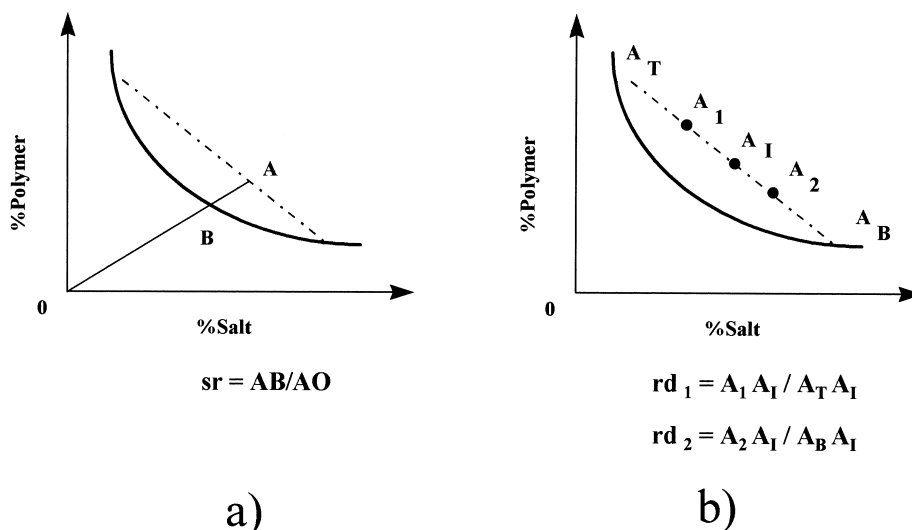 %Polymer
A
B
0
%Salt
sr = AB/AO
a)
%Polymer
A T
A 1
A I
A 2
A B
0
%Salt
rd 1 = A1 AI / AT AI
rd 2 = A2 AI / AB AI
b)